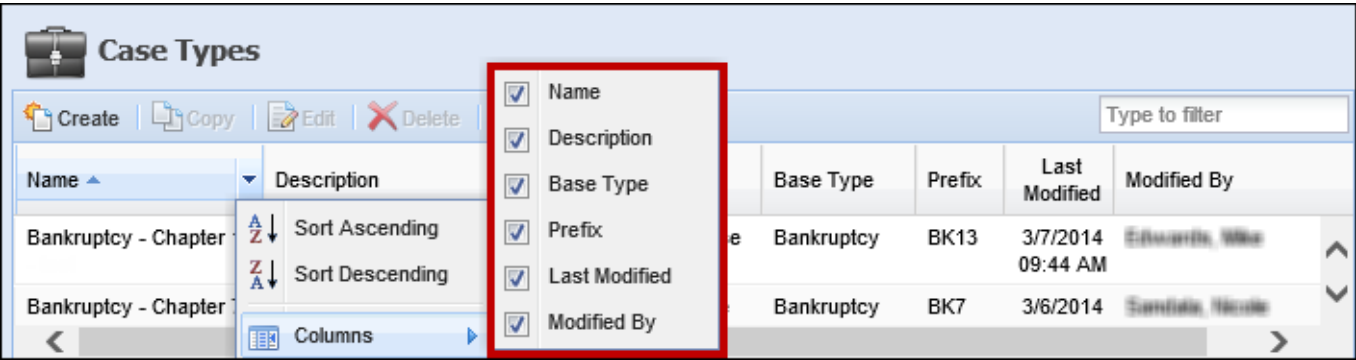 Case Types
Create Copy Edit Delete
Type to filter
Name
Description
Base Type
Prefix
Last Modified
Modified By
Name Description Base Type Prefix Last Modified Modified By
Sort Ascending
Sort Descending
Columns
Bankruptcy - Chapter Bankruptcy BK13 3/7/2014
09:44 AM
Bankruptcy - Chapter Bankruptcy BK7 3/6/2014